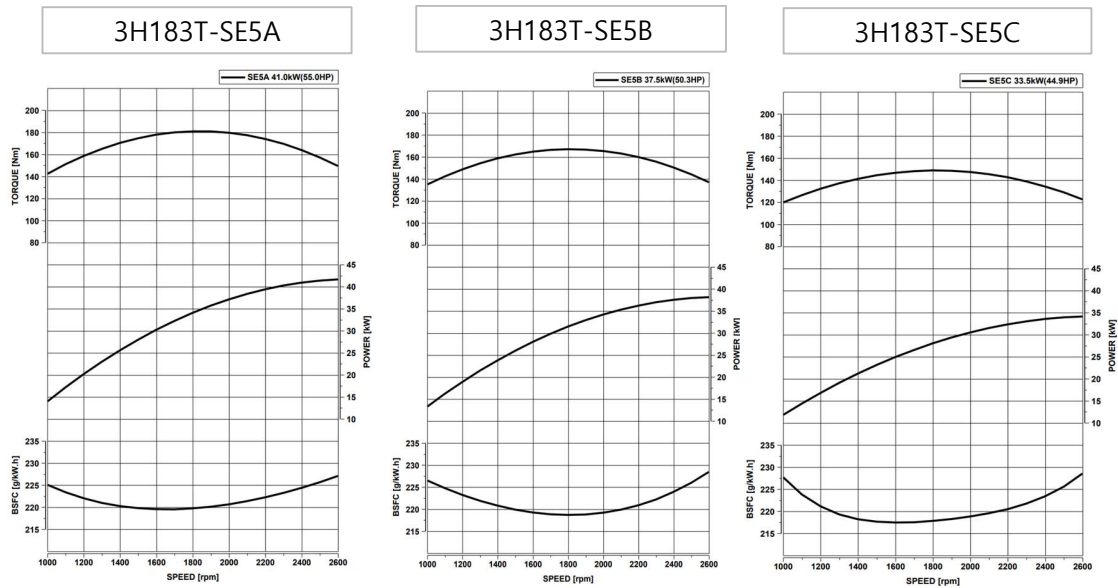 3H183T-SE5A
SE5A 41.0kW(55.0HP)
200
180
160
140
120
100
80
TORQUE [Nm]
45
40
35
30
25
20
15
10
POWER [kW]
235
230
225
220
215
BSFC [g/kW.h]
1000 1200 1400 1600 1800 2000 2200 2400 2600
SPEED [rpm]
3H183T-SE5B
SE5B 37.5kW(50.3HP)
200
180
160
140
120
100
80
TORQUE [Nm]
45
40
35
30
25
20
15
10
POWER [kW]
235
230
225
220
215
BSFC [g/kW.h]
1000 1200 1400 1600 1800 2000 2200 2400 2600
SPEED [rpm]
3H183T-SE5C
SE5C 33.5kW(44.9HP)
200
180
160
140
120
100
80
TORQUE [Nm]
45
40
35
30
25
20
15
10
POWER [kW]
235
230
225
220
215
BSFC [g/kW.h]
1000 1200 1400 1600 1800 2000 2200 2400 2600
SPEED [rpm]